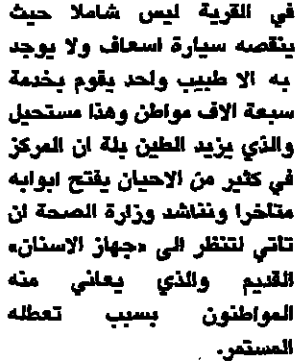 في القرية ليس شاملا حيث
ينقصه سيارة اسعاف ولا يوجد
به الا طبيب واحد يقوم بخدمة
سبعة الاف مواطن وهذا مستحيل
والذي يزيد الطين بلة ان المركز
في كثير من الاحيان يفتح ابوابه
متاخرا ونناشد وزارة الصحة ان
تاتي لتنظر الى «جهاز الاسنان»
القديم والذي يعاني منه
المواطنون بسبب تعطله
المستمر.